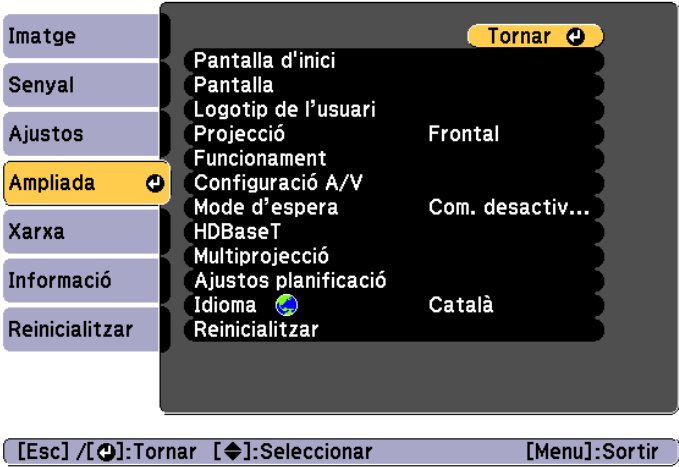 Imatge
Senyal
Ajustos
Ampliada
Xarxa
Informació
Reinicialitzar
Tornar
Pantalla d'inici
Pantalla
Logotip de l’usuari
Projecció Frontal
Funcionament
Configuració A/V
Mode d’espera Com. desactiv...
HDBaseT
Multiprojecció
Ajustos planificació
Idioma Català
Reinicialitzar
[Esc] /[⏎]:Tornar [◆]:Seleccionar [Menu]:Sortir